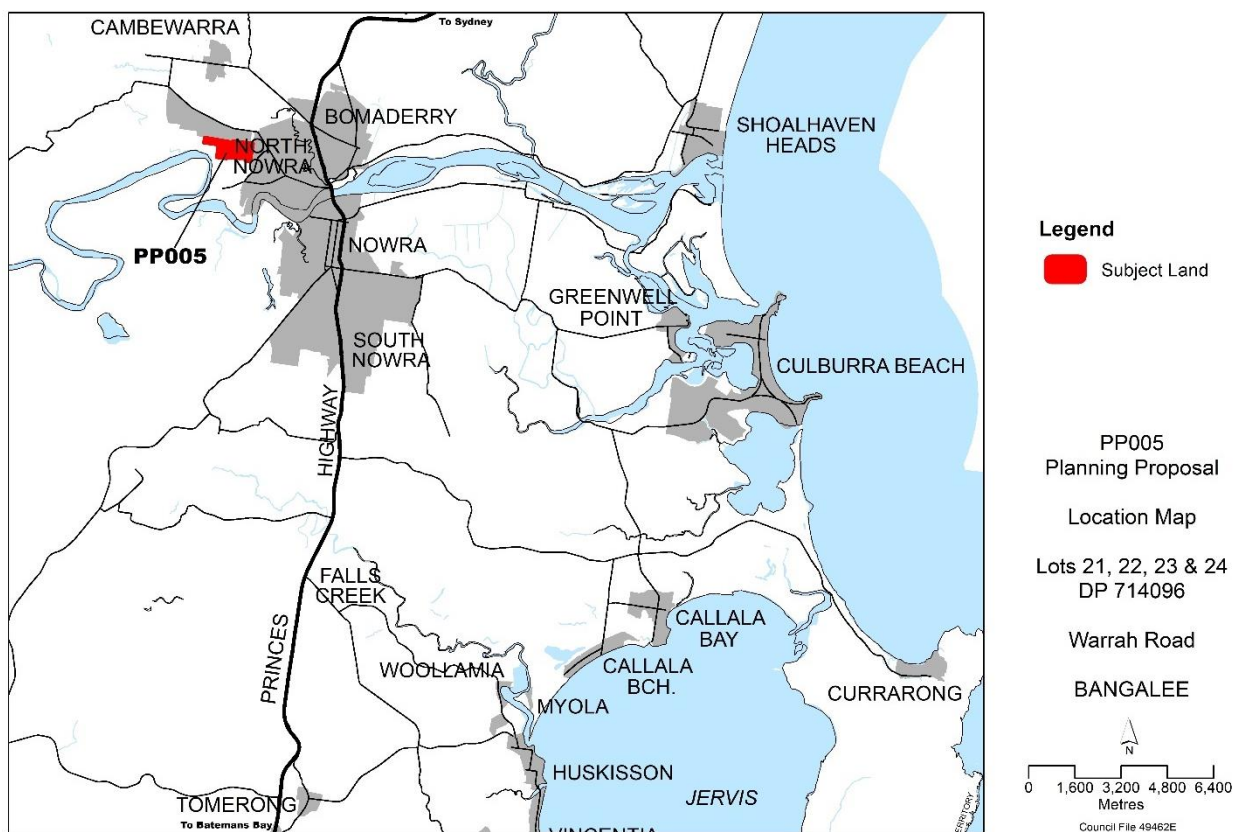 To Sydney
CAMBEWARRA
BOMADERRY
SHOALHAVEN
HEADS
NORTH
NOWRA
PP005
NOWRA
GREENWELL
POINT
SOUTH
NOWRA
CULBURRA BEACH
HIGHWAY
PRINCES
FALLS
CREEK
CALLALA
BAY
WOOLLAMIA
CALLALA
BCH.
CURRARONG
MYOLA
HUSKISSON
JERVIS
TOMERONG
To Batemans Bay
VINCENTIA
TERRITORY
Legend
Subject Land
PP005
Planning Proposal
Location Map
Lots 21, 22, 23 & 24
DP 714096
Warrah Road
BANGALEE
N
0 1,600 3,200 4,800 6,400
Metres
Council File 49462E